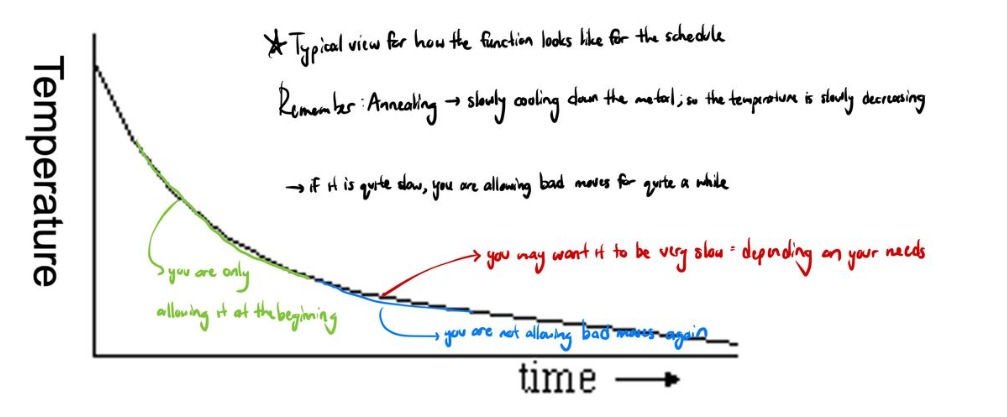 ☆ Typical view for how the function looks like for the schedule
Remember: Annealing → slowly cooling down the metal; so the temperature is slowly decreasing
→ if it is quite slow, you are allowing bad moves for quite a while
Temperature
→ you may want it to be very slow = depending on your needs
you are only
allowing it at the beginning
→ you are not allowing bad moves again
time →